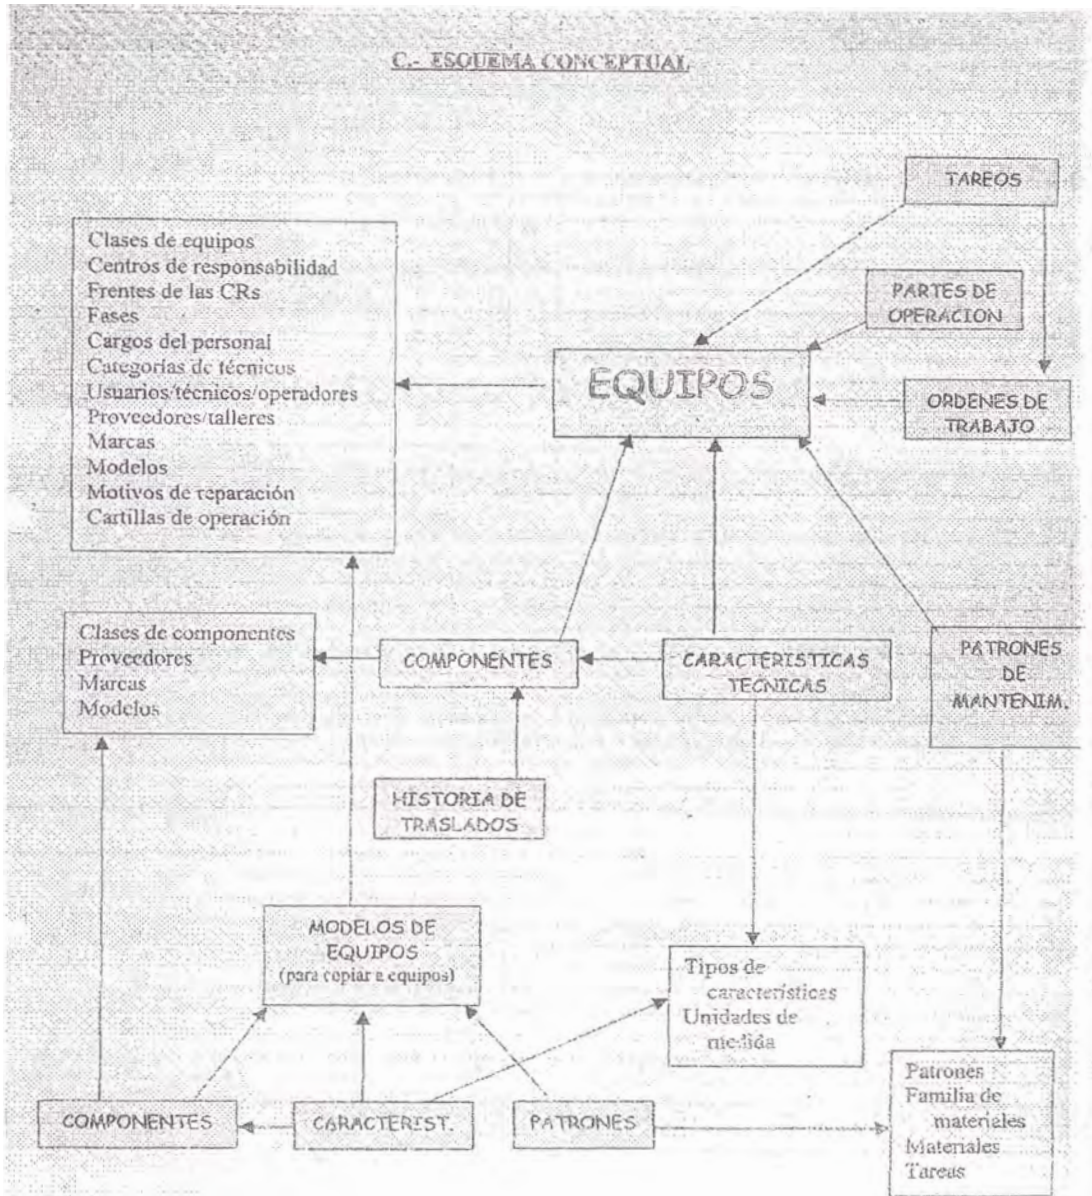 C.- ESQUEMA CONCEPTUAL
TAREOS
Clases de equipos
Centros de responsabilidad
Frentes de las CRs
Fases
Cargos del personal
Categorías de técnicos
Usuarios/técnicos/operadores
Proveedores/talleres
Marcas
Modelos
Motivos de reparación
Cartillas de operación
PARTES DE
OPERACION
EQUIPOS
ORDENES DE
TRABAJO
Clases de componentes
Proveedores
Marcas
Modelos
COMPONENTES
CARACTERISTICAS
TECNICAS
PATRONES
DE
MANTENIM.
HISTORIA DE
TRASLADOS
MODELOS DE
EQUIPOS
(para copiar a equipos)
Tipos de
características
Unidades de
medida
Patrones
Familia de
materiales
Materiales
Tareas
COMPONENTES
CARACTERIST.
PATRONES